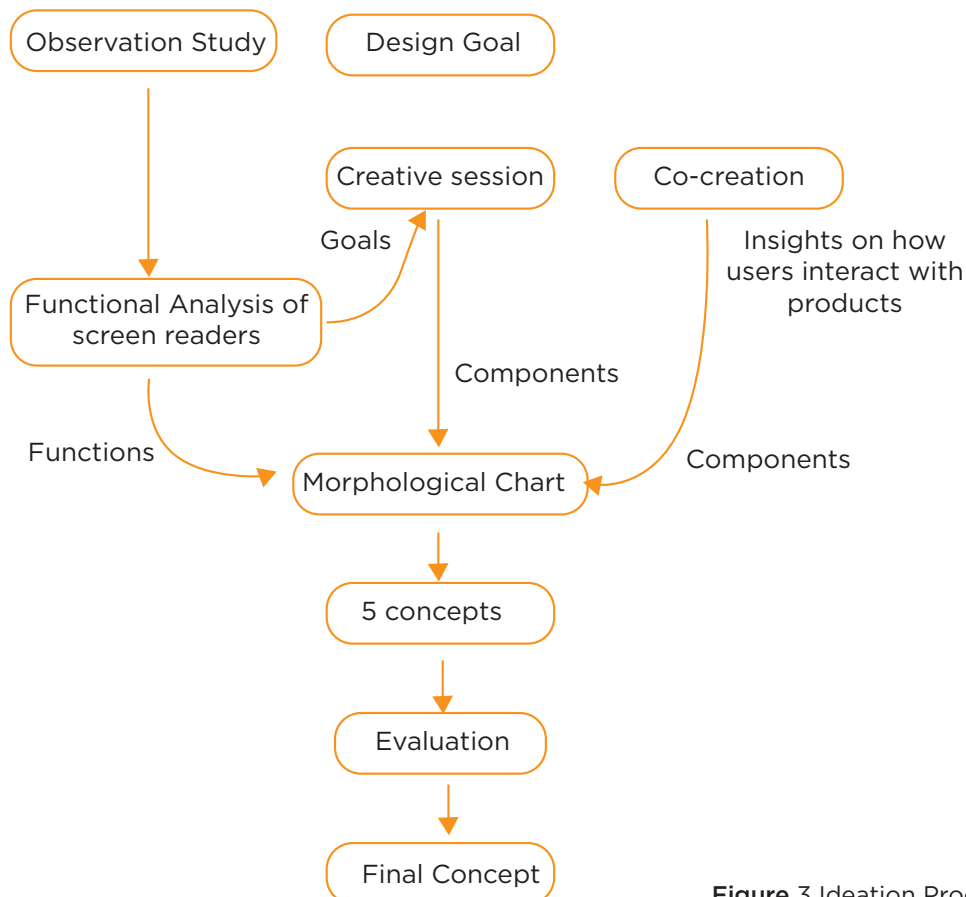 Observation Study
Design Goal
Creative session
Co-creation
Goals
Insights on how
users interact with
products
Functional Analysis of
screen readers
Components
Functions
Components
Morphological Chart
5 concepts
Evaluation
Final Concept
Figure 3 Ideation